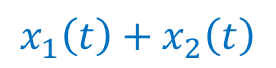 x₁(t) + x₂(t)